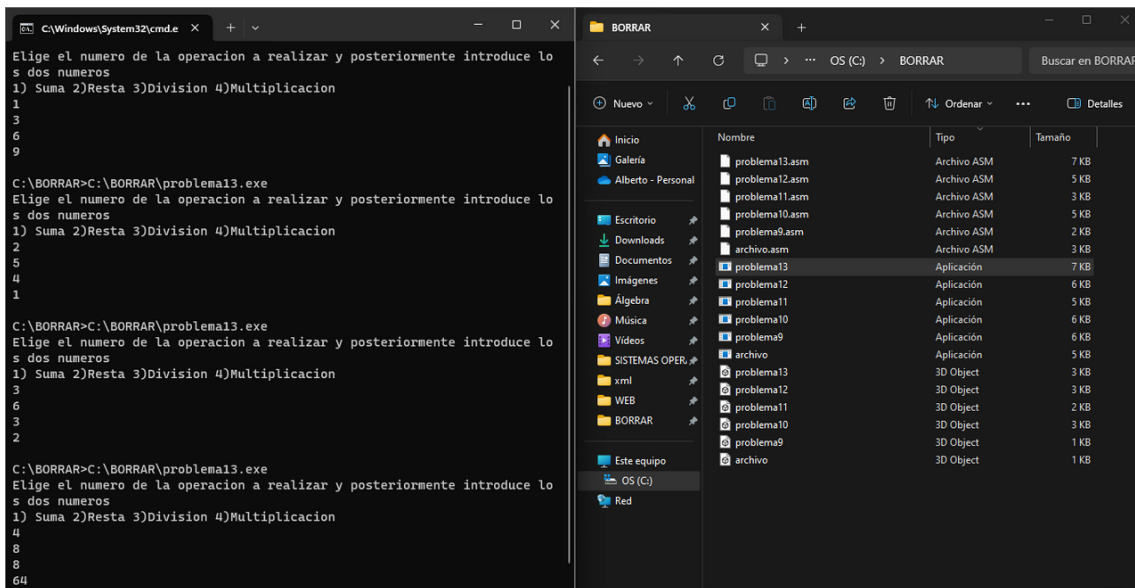 C:\Windows\System32\cmd.e
Elige el numero de la operacion a realizar y posteriormente introduce lo
s dos numeros
1) Suma 2)Resta 3)Division 4)Multiplicacion
1
3
6
9
C:\BORRAR>C:\BORRAR\problema13.exe
Elige el numero de la operacion a realizar y posteriormente introduce lo
s dos numeros
1) Suma 2)Resta 3)Division 4)Multiplicacion
2
5
4
1
C:\BORRAR>C:\BORRAR\problema13.exe
Elige el numero de la operacion a realizar y posteriormente introduce lo
s dos numeros
1) Suma 2)Resta 3)Division 4)Multiplicacion
3
6
3
2
C:\BORRAR>C:\BORRAR\problema13.exe
Elige el numero de la operacion a realizar y posteriormente introduce lo
s dos numeros
1) Suma 2)Resta 3)Division 4)Multiplicacion
4
8
8
64
BORRAR
OS (C:) > BORRAR
Buscar en BORRAR
Nuevo
Ordenar
Detalles
Inicio
Galería
Alberto - Personal
Escritorio
Downloads
Documentos
Imágenes
Álgebra
Música
Vídeos
SISTEMAS OPER
xml
WEB
BORRAR
Este equipo
OS (C:)
Red
Nombre Tipo Tamaño
problema13.asm Archivo ASM 7 KB
problema12.asm Archivo ASM 5 KB
problema11.asm Archivo ASM 3 KB
problema10.asm Archivo ASM 5 KB
problema9.asm Archivo ASM 2 KB
archivo.asm Archivo ASM 3 KB
problema13 Aplicación 7 KB
problema12 Aplicación 6 KB
problema11 Aplicación 5 KB
problema10 Aplicación 6 KB
problema9 Aplicación 6 KB
archivo Aplicación 5 KB
problema13 3D Object 3 KB
problema12 3D Object 3 KB
problema11 3D Object 2 KB
problema10 3D Object 3 KB
problema9 3D Object 1 KB
archivo 3D Object 1 KB